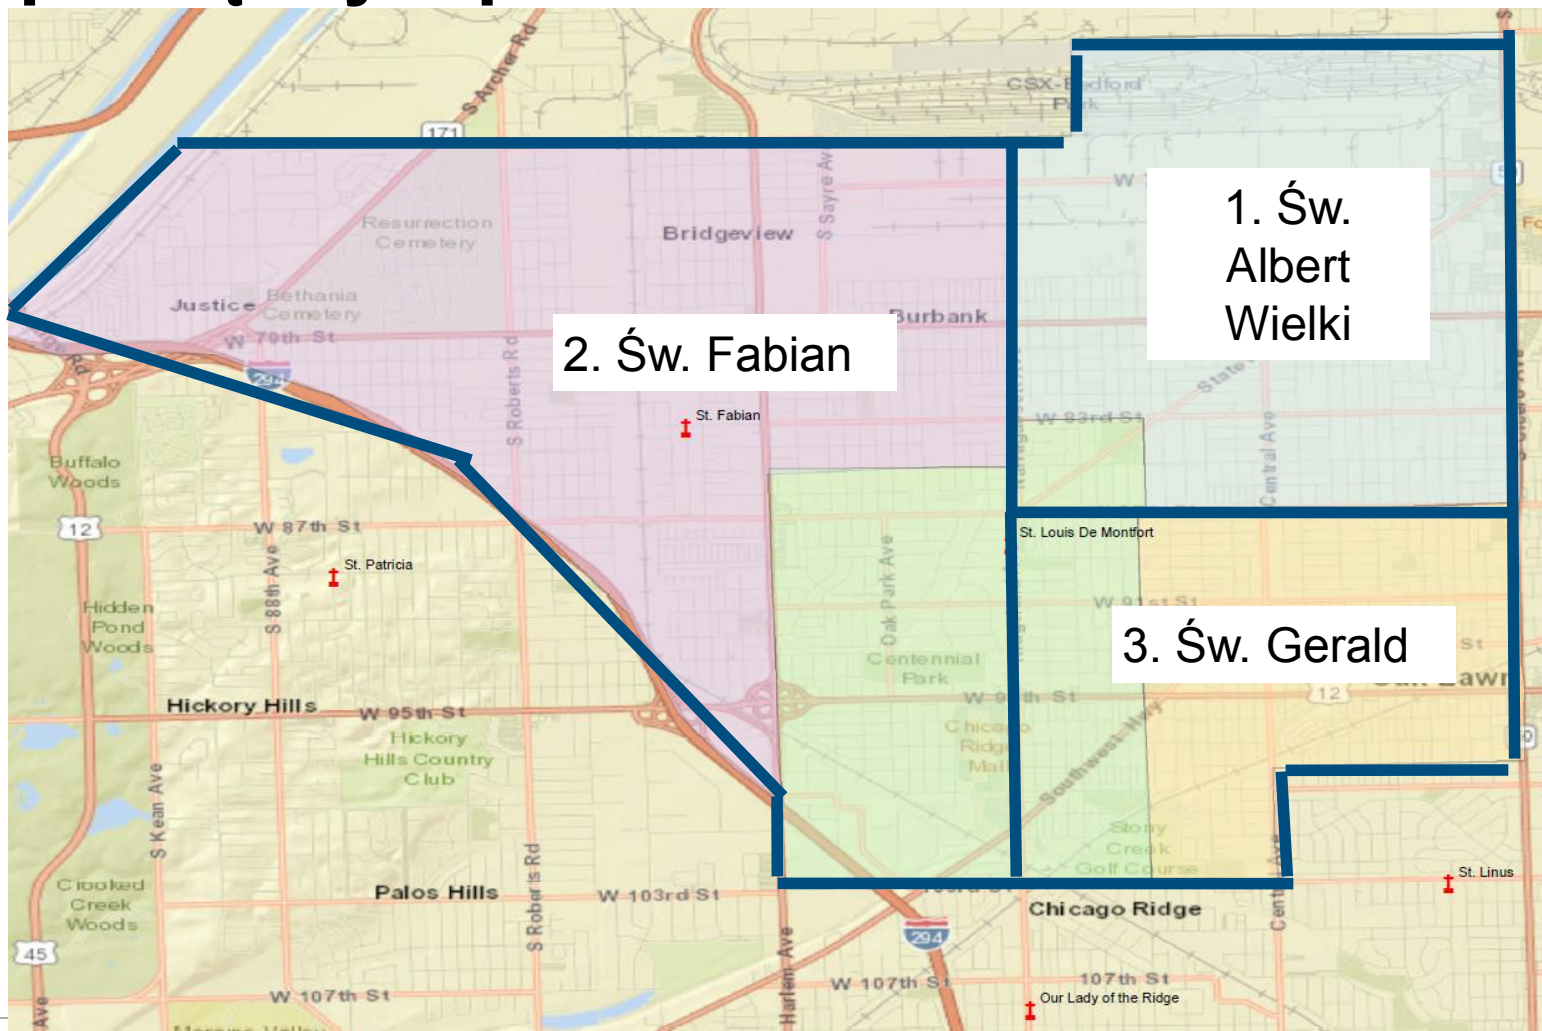 S Archer Rd
CSX-Bedford
Park
171
S Sayre Av
1. Św.
Albert
Wielki
Resurrection
Cemetery
Bridgeview
Justice
Bethania
Cemetery
Burbank
W 79th St
294
2. Św. Fabian
S Roberts Rd
State
St. Fabian
W 83rd St
Central Ave
Buffalo
Woods
12
W 87th St
St. Louis De Montfort
St. Patricia
S 88th Ave
Oak Park Ave
Hidden
Pond
Woods
W 91st St
3. Św. Gerald
St
Centennial
Park
12
Hickory Hills
W 95th St
Hickory
Hills Country
Club
Chicago
Ridge
Mall
Southwest Hwy
S Kean Ave
Stony
Creek
Golf Course
St. Linus
Crooked
Creek
Woods
Palos Hills
S Roberts Rd
W 103rd St
Chicago Ridge
294
45
Harlem Ave
W 107th St
107th St
W 107th St
Our Lady of the Ridge
Ave